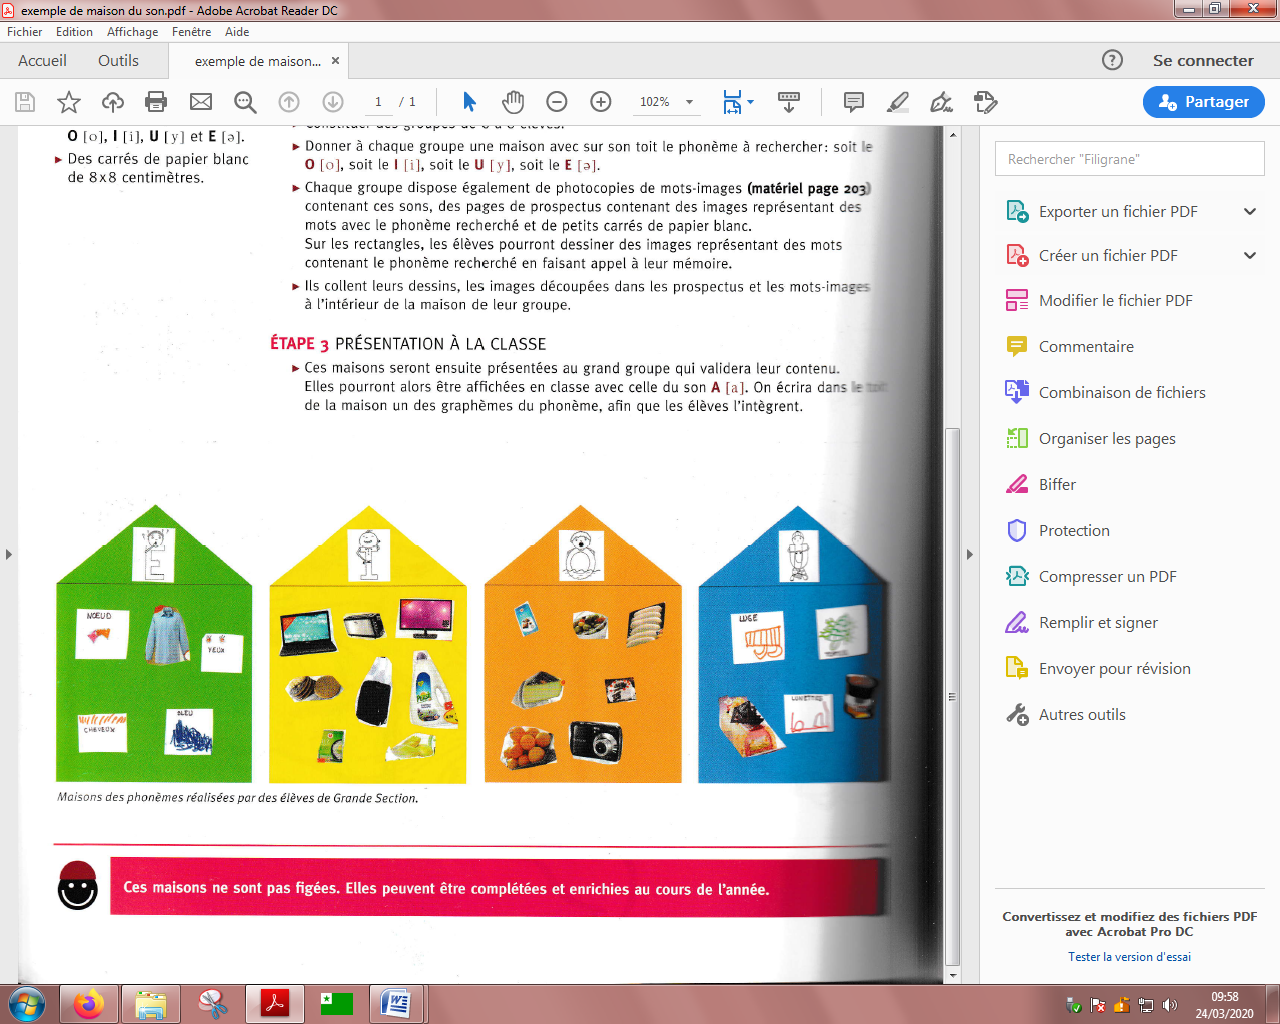 exemple de maison du son.pdf - Adobe Acrobat Reader DC
Fichier Edition Affichage Fenêtre Aide
Accueil Outils exemple de maison... × Se connecter
1 / 1 102% Partager
O [o], I [i], U [y] et E [ə].
▸ Des carrés de papier blanc
de 8x8 centimètres.
▸ Constituer des groupes de 6 à 8 élèves.
▸ Donner à chaque groupe une maison avec sur son toit le phonème à rechercher: soit le
O [o], soit le I [i], soit le U [y], soit le E [ə].
▸ Chaque groupe dispose également de photocopies de mots-images (matériel page 203)
contenant ces sons, des pages de prospectus contenant des images représentant des
mots avec le phonème recherché et de petits carrés de papier blanc.
Sur les rectangles, les élèves pourront dessiner des images représentant des mots
contenant le phonème recherché en faisant appel à leur mémoire.
▸ Ils collent leurs dessins, les images découpées dans les prospectus et les mots-images
à l'intérieur de la maison de leur groupe.
ÉTAPE 3 PRÉSENTATION À LA CLASSE
▸ Ces maisons seront ensuite présentées au grand groupe qui validera leur contenu.
Elles pourront alors être affichées en classe avec celle du son A [a]. On écrira dans le toit
de la maison un des graphèmes du phonème, afin que les élèves l'intègrent.
E I O U
NŒUD
YEUX
CHEVEUX
BLEU
LUGE
LUNETTES
Maisons des phonèmes réalisées par des élèves de Grande Section.
Ces maisons ne sont pas figées. Elles peuvent être complétées et enrichies au cours de l'année.
Rechercher "Filigrane"
Exporter un fichier PDF
Créer un fichier PDF
Modifier le fichier PDF
Commentaire
Combinaison de fichiers
Organiser les pages
Biffer
Protection
Compresser un PDF
Remplir et signer
Envoyer pour révision
Autres outils
Convertissez et modifiez des fichiers PDF
avec Acrobat Pro DC
Tester la version d'essai
09:58
24/03/2020